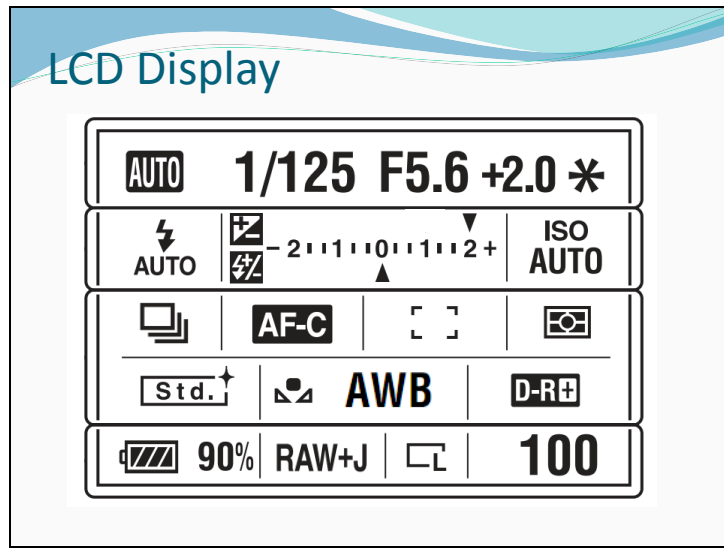 LCD Display
AUTO 1/125 F5.6 +2.0 *
AUTO - 2 1 0 1 2 + ISO AUTO
AF-C
Std. AWB D-R+
90% RAW+J L 100